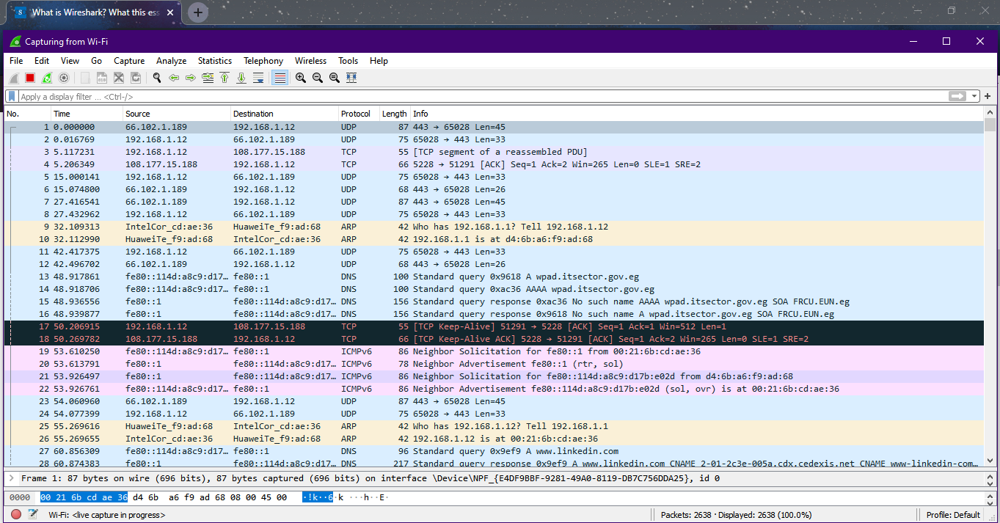 What is Wireshark? What this ess
Capturing from Wi-Fi
File Edit View Go Capture Analyze Statistics Telephony Wireless Tools Help
Apply a display filter ... <Ctrl-/>
No. Time Source Destination Protocol Length Info
1 0.000000 66.102.1.189 192.168.1.12 UDP 87 443 → 65028 Len=45
2 0.016769 192.168.1.12 66.102.1.189 UDP 75 65028 → 443 Len=33
3 5.117231 192.168.1.12 108.177.15.188 TCP 55 [TCP segment of a reassembled PDU]
4 5.206349 108.177.15.188 192.168.1.12 TCP 66 5228 → 51291 [ACK] Seq=1 Ack=2 Win=265 Len=0 SLE=1 SRE=2
5 15.000141 192.168.1.12 66.102.1.189 UDP 75 65028 → 443 Len=33
6 15.074800 66.102.1.189 192.168.1.12 UDP 68 443 → 65028 Len=26
7 27.416541 66.102.1.189 192.168.1.12 UDP 87 443 → 65028 Len=45
8 27.432962 192.168.1.12 66.102.1.189 UDP 75 65028 → 443 Len=33
9 32.109313 IntelCor_cd:ae:36 HuaweiTe_f9:ad:68 ARP 42 Who has 192.168.1.1? Tell 192.168.1.12
10 32.112990 HuaweiTe_f9:ad:68 IntelCor_cd:ae:36 ARP 42 192.168.1.1 is at d4:6b:a6:f9:ad:68
11 42.417375 192.168.1.12 66.102.1.189 UDP 75 65028 → 443 Len=33
12 42.496702 66.102.1.189 192.168.1.12 UDP 68 443 → 65028 Len=26
13 48.917861 fe80::114d:a8c9:d17… fe80::1 DNS 100 Standard query 0x9618 A wpad.itsector.gov.eg
14 48.918706 fe80::114d:a8c9:d17… fe80::1 DNS 100 Standard query 0xac36 AAAA wpad.itsector.gov.eg
15 48.936556 fe80::1 fe80::114d:a8c9:d17… DNS 156 Standard query response 0xac36 No such name AAAA wpad.itsector.gov.eg SOA FRCU.EUN.eg
16 48.939877 fe80::1 fe80::114d:a8c9:d17… DNS 156 Standard query response 0x9618 No such name A wpad.itsector.gov.eg SOA FRCU.EUN.eg
17 50.206915 192.168.1.12 108.177.15.188 TCP 55 [TCP Keep-Alive] 51291 → 5228 [ACK] Seq=1 Ack=1 Win=512 Len=1
18 50.269782 108.177.15.188 192.168.1.12 TCP 66 [TCP Keep-Alive ACK] 5228 → 51291 [ACK] Seq=1 Ack=2 Win=265 Len=0 SLE=1 SRE=2
19 53.610250 fe80::114d:a8c9:d17… fe80::1 ICMPv6 86 Neighbor Solicitation for fe80::1 from 00:21:6b:cd:ae:36
20 53.613791 fe80::1 fe80::114d:a8c9:d17… ICMPv6 78 Neighbor Advertisement fe80::1 (rtr, sol)
21 53.926497 fe80::1 fe80::114d:a8c9:d17… ICMPv6 86 Neighbor Solicitation for fe80::114d:a8c9:d17b:e02d from d4:6b:a6:f9:ad:68
22 53.926761 fe80::114d:a8c9:d17… fe80::1 ICMPv6 86 Neighbor Advertisement fe80::114d:a8c9:d17b:e02d (sol, ovr) is at 00:21:6b:cd:ae:36
23 54.060960 66.102.1.189 192.168.1.12 UDP 87 443 → 65028 Len=45
24 54.077399 192.168.1.12 66.102.1.189 UDP 75 65028 → 443 Len=33
25 55.269616 HuaweiTe_f9:ad:68 IntelCor_cd:ae:36 ARP 42 Who has 192.168.1.12? Tell 192.168.1.1
26 55.269655 IntelCor_cd:ae:36 HuaweiTe_f9:ad:68 ARP 42 192.168.1.12 is at 00:21:6b:cd:ae:36
27 60.856309 fe80::114d:a8c9:d17… fe80::1 DNS 96 Standard query 0x9ef9 A www.linkedin.com
28 60.874383 fe80::1 fe80::114d:a8c9:d17… DNS 217 Standard query response 0x9ef9 A www.linkedin.com CNAME 2-01-2c3e-005a.cdx.cedexis.net CNAME www-linkedin-com…
Frame 1: 87 bytes on wire (696 bits), 87 bytes captured (696 bits) on interface \Device\NPF_{E4DF9BBF-9281-49A0-8119-DB7C756DDA25}, id 0
0000 00 21 6b cd ae 36 d4 6b a6 f9 ad 68 08 00 45 00 ·!k··6·k ···h··E·
Wi-Fi: <live capture in progress> Packets: 2638 · Displayed: 2638 (100.0%) Profile: Default